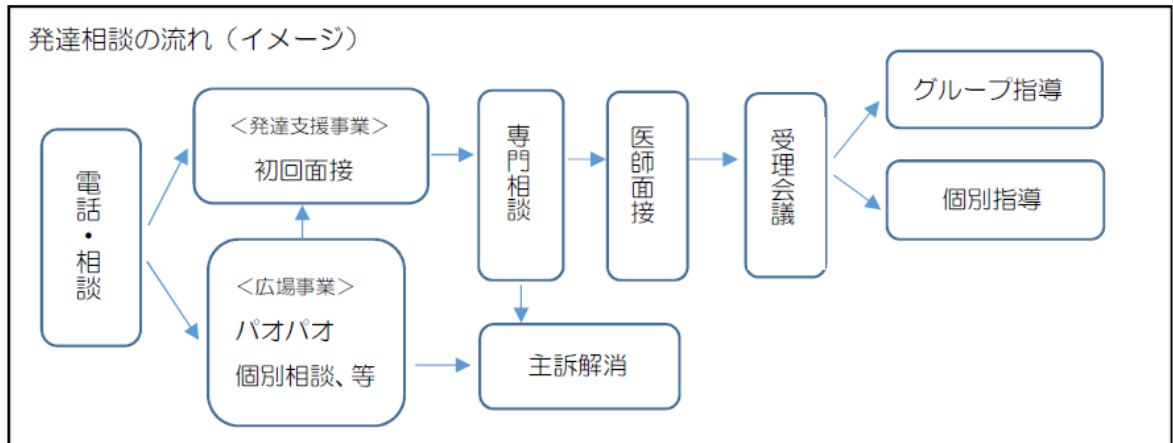 発達相談の流れ（イメージ）
電話・相談
＜発達支援事業＞
初回面接
＜広場事業＞
パオパオ
個別相談、等
専門相談
主訴解消
医師面接
受理会議
グループ指導
個別指導